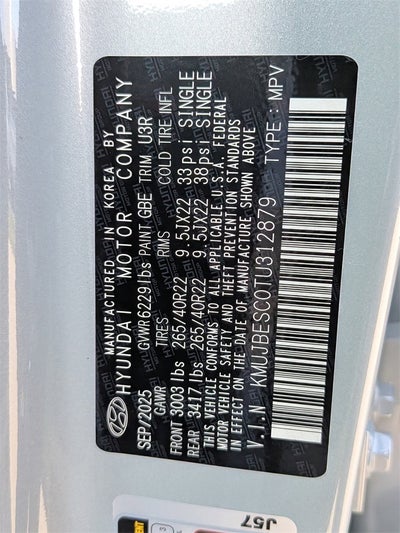 MANUFACTURED IN KOREA BY
HYUNDAI MOTOR COMPANY
SEP/2025 GVWR 6229 lbs PAINT GBE TRIM U3R
GAWR TIRES RIMS COLD TIRE INFL
FRONT 3003 lbs 265/40R22 9.5JX22 33psi SINGLE
REAR 3417 lbs 265/40R22 9.5JX22 38psi SINGLE
THIS VEHICLE CONFORMS TO ALL APPLICABLE U.S.A. FEDERAL
MOTOR VEHICLE SAFETY AND THEFT PREVENTION STANDARDS
IN EFFECT ON THE DATE OF MANUFACTURE SHOWN ABOVE
V.I.N KMUJBESC0TU312879 TYPE: MPV
J57